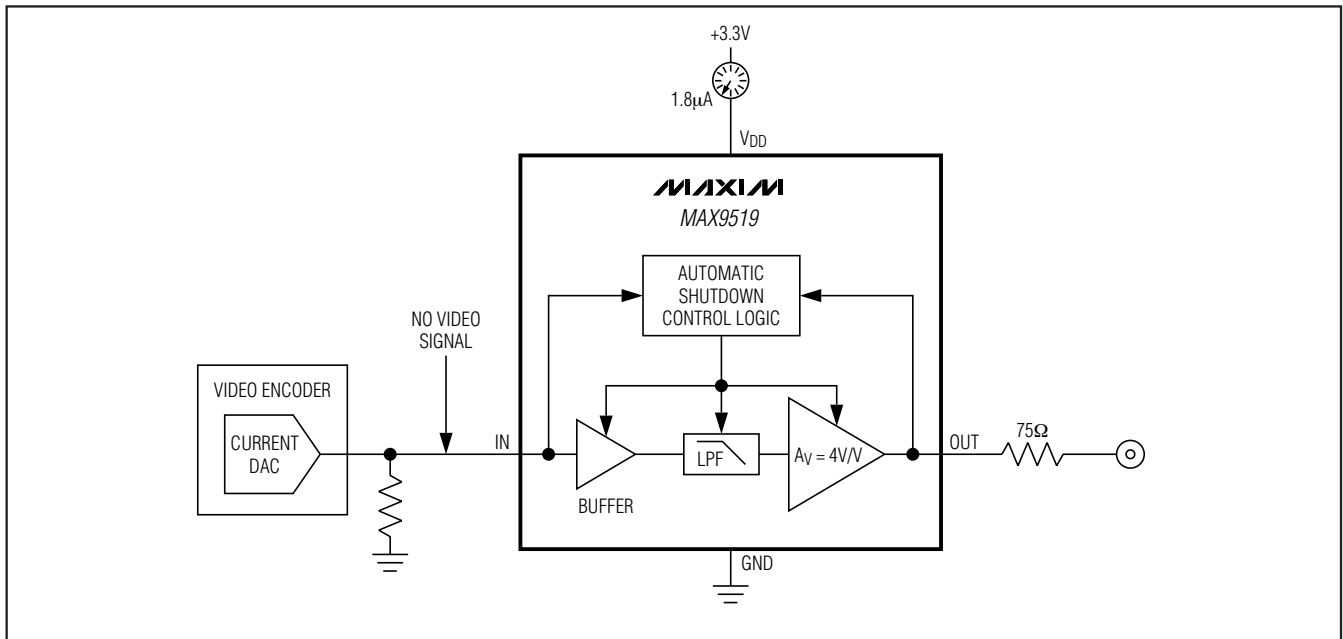 +3.3V
1.8μA
VDD
MAXIM
MAX9519
AUTOMATIC
SHUTDOWN
CONTROL LOGIC
NO VIDEO
SIGNAL
VIDEO ENCODER
CURRENT
DAC
IN
BUFFER
LPF
AV = 4V/V
OUT
75Ω
GND